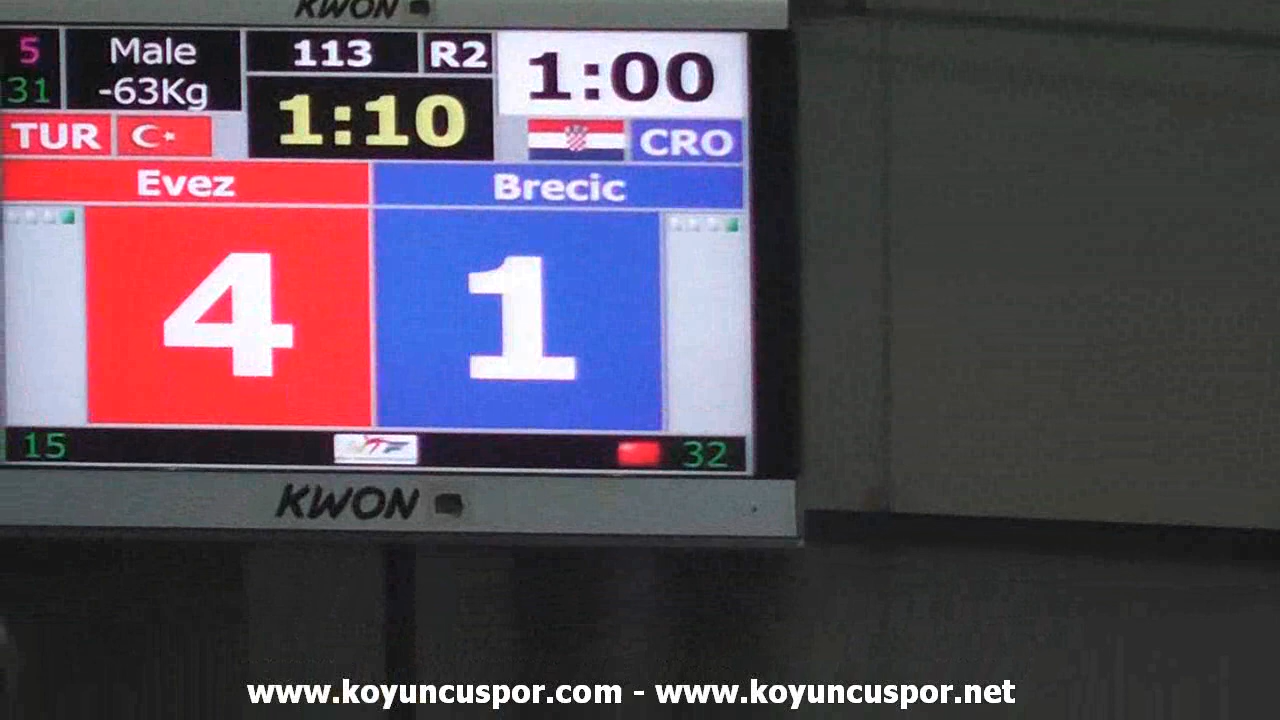 KWON
5 Male 113 R2 1:00
31 -63Kg 1:10
TUR CRO
Evez Brecic
4 1
15 32
KWON
www.koyuncuspor.com - www.koyuncuspor.net